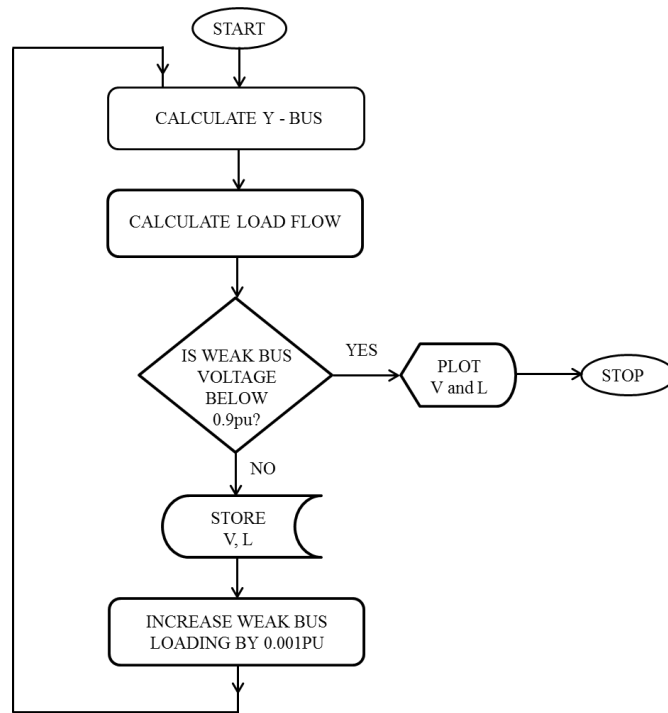 START
CALCULATE Y - BUS
CALCULATE LOAD FLOW
IS WEAK BUS
VOLTAGE
BELOW
0.9pu?
YES
PLOT
V and L
STOP
NO
STORE
V, L
INCREASE WEAK BUS
LOADING BY 0.001PU